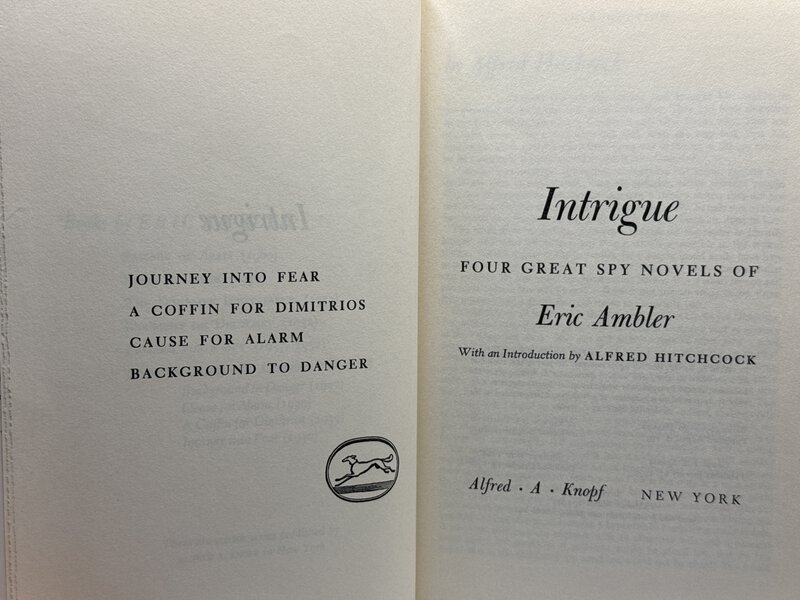 JOURNEY INTO FEAR
A COFFIN FOR DIMITRIOS
CAUSE FOR ALARM
BACKGROUND TO DANGER
Intrigue
FOUR GREAT SPY NOVELS OF
Eric Ambler
With an Introduction by ALFRED HITCHCOCK
Alfred · A · Knopf NEW YORK